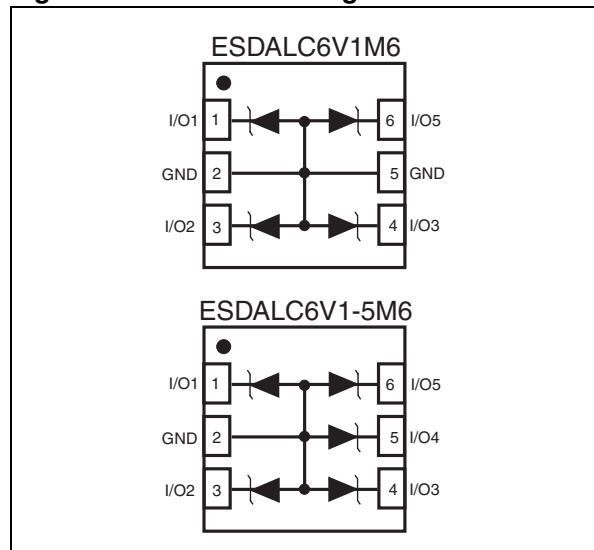 ESDALC6V1M6
I/O1 1 6 I/O5
GND 2 5 GND
I/O2 3 4 I/O3
ESDALC6V1-5M6
I/O1 1 6 I/O5
GND 2 5 I/O4
I/O2 3 4 I/O3